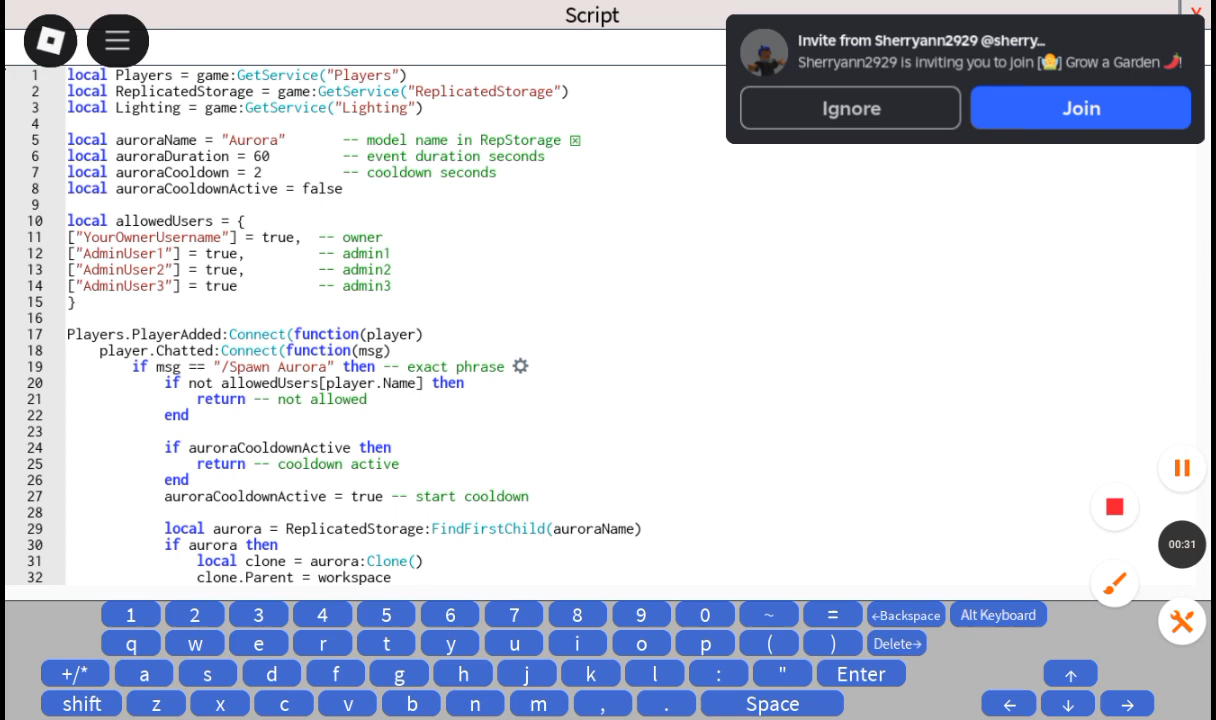 Script
X
Invite from Sherryann2929 @sherry...
Sherryann2929 is inviting you to join [🧑‍🌾] Grow a Garden 🌶️!
Ignore
Join
1 local Players = game:GetService("Players")
2 local ReplicatedStorage = game:GetService("ReplicatedStorage")
3 local Lighting = game:GetService("Lighting")
4
5 local auroraName = "Aurora" -- model name in RepStorage ☒
6 local auroraDuration = 60 -- event duration seconds
7 local auroraCooldown = 2 -- cooldown seconds
8 local auroraCooldownActive = false
9
10 local allowedUsers = {
11 ["YourOwnerUsername"] = true, -- owner
12 ["AdminUser1"] = true, -- admin1
13 ["AdminUser2"] = true, -- admin2
14 ["AdminUser3"] = true -- admin3
15 }
16
17 Players.PlayerAdded:Connect(function(player)
18 player.Chatted:Connect(function(msg)
19 if msg == "/Spawn Aurora" then -- exact phrase ⚙
20 if not allowedUsers[player.Name] then
21 return -- not allowed
22 end
23
24 if auroraCooldownActive then
25 return -- cooldown active
26 end
27 auroraCooldownActive = true -- start cooldown
28
29 local aurora = ReplicatedStorage:FindFirstChild(auroraName)
30 if aurora then
31 local clone = aurora:Clone()
32 clone.Parent = workspace
00:31
1 2 3 4 5 6 7 8 9 0 ~ = ←Backspace Alt Keyboard
q w e r t y u i o p ( ) Delete→
+/* a s d f g h j k l : " Enter ↑
shift z x c v b n m , . Space ← ↓ →